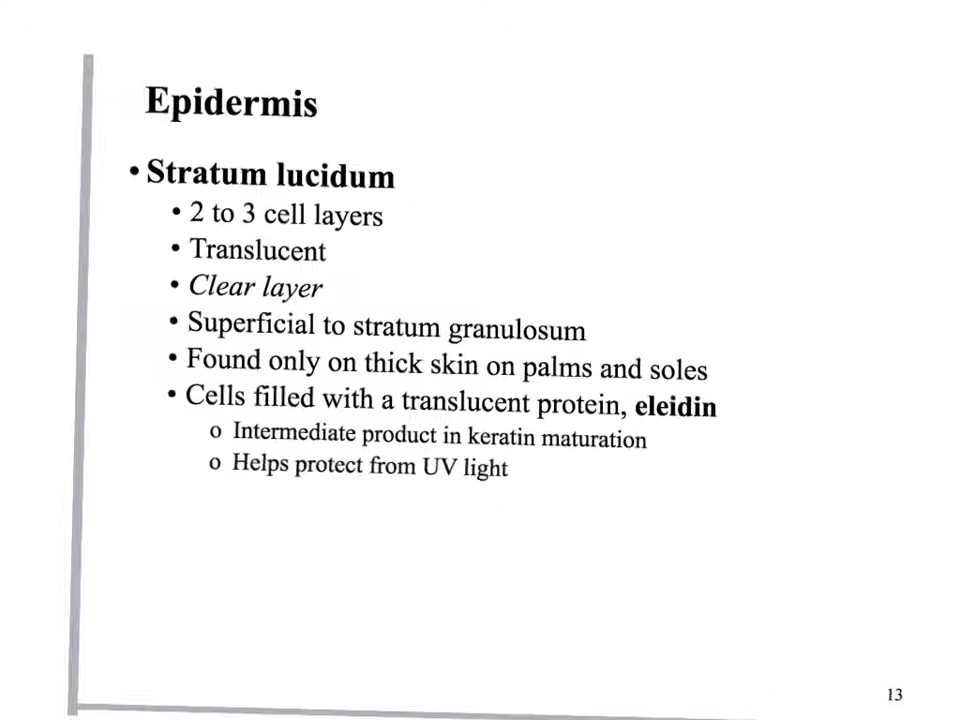 Epidermis
• Stratum lucidum
• 2 to 3 cell layers
• Translucent
• Clear layer
• Superficial to stratum granulosum
• Found only on thick skin on palms and soles
• Cells filled with a translucent protein, eleidin
o Intermediate product in keratin maturation
o Helps protect from UV light
13